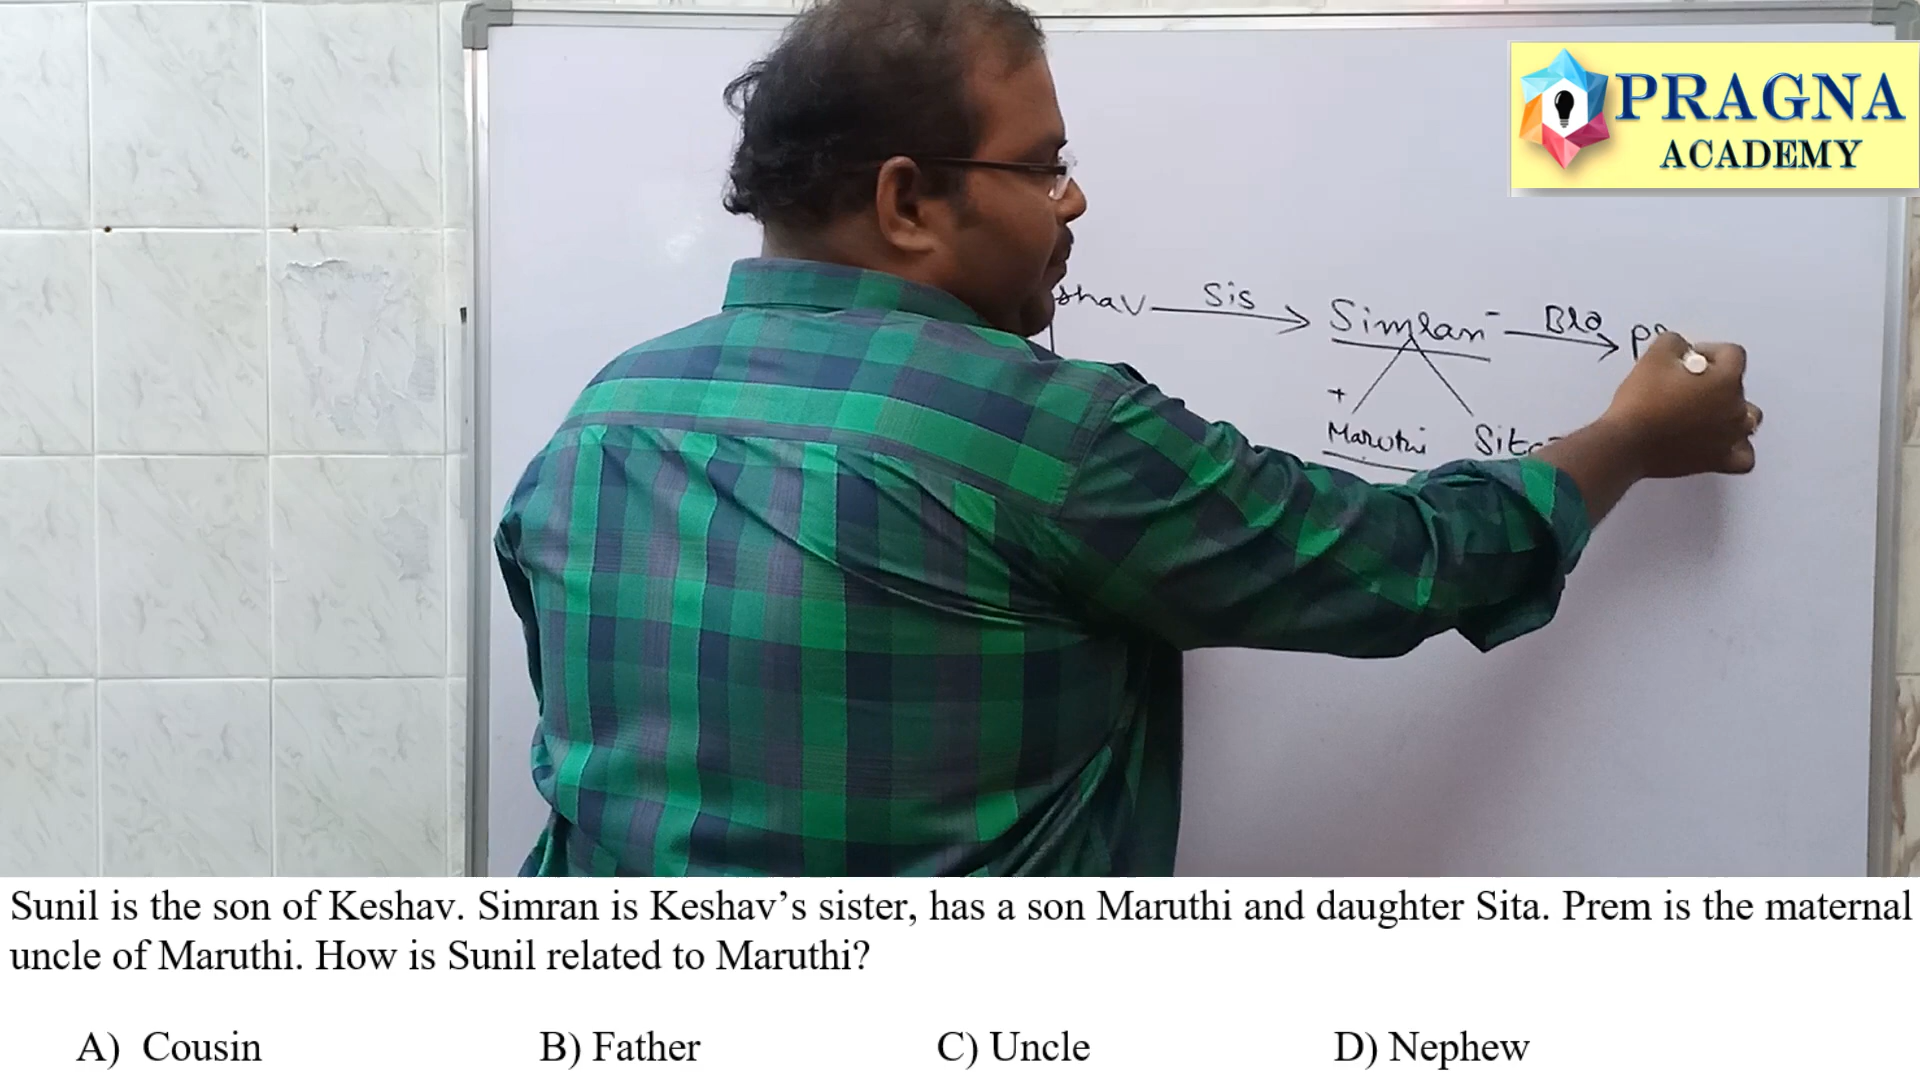 PRAGNA
ACADEMY
shav Sis Simran - Bro
+
Maruthi Sita
Sunil is the son of Keshav. Simran is Keshav’s sister, has a son Maruthi and daughter Sita. Prem is the maternal
uncle of Maruthi. How is Sunil related to Maruthi?
A) Cousin B) Father C) Uncle D) Nephew